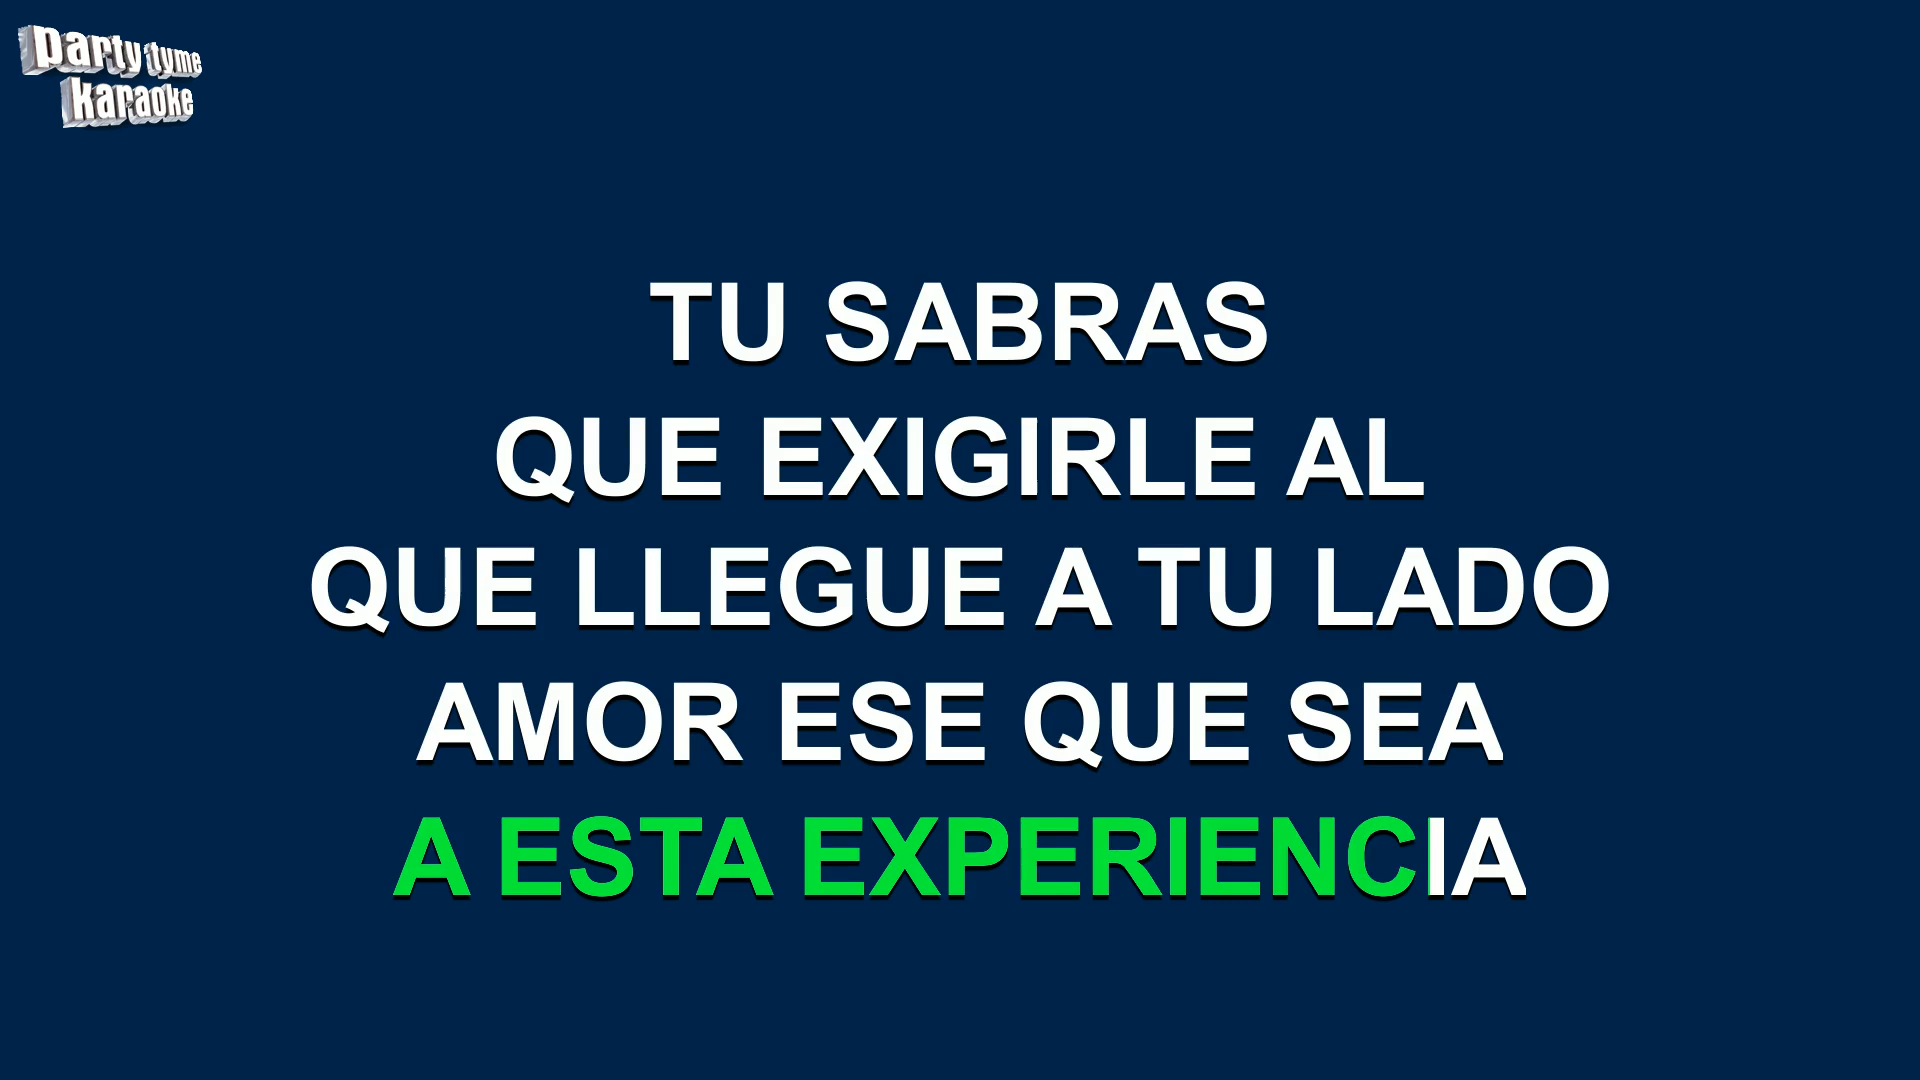 party tyme
karaoke
TU SABRAS
QUE EXIGIRLE AL
QUE LLEGUE A TU LADO
AMOR ESE QUE SEA
A ESTA EXPERIENCIA